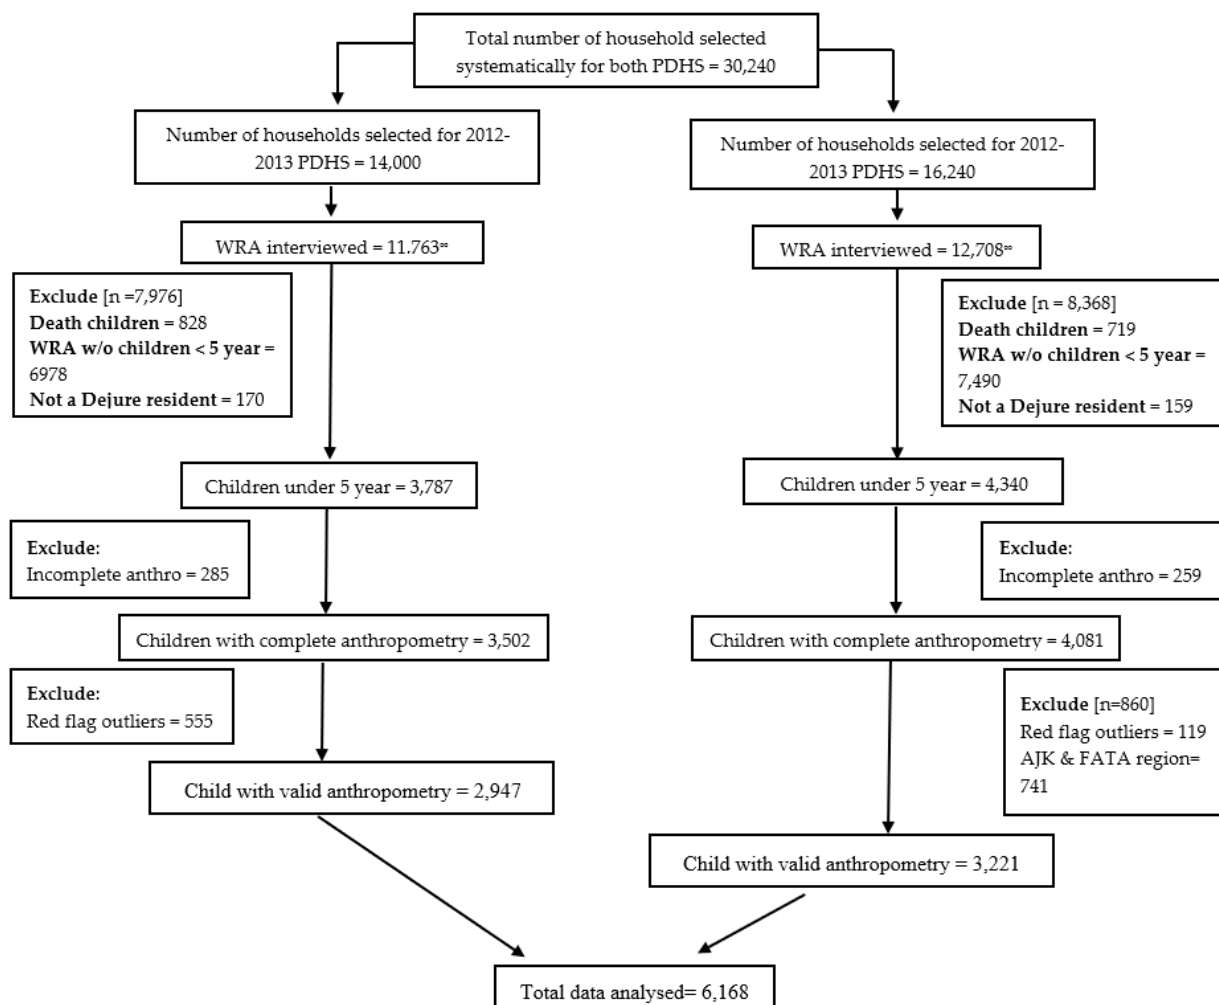 Total number of household selected
systematically for both PDHS = 30,240
Number of households selected for 2012-
2013 PDHS = 14,000
Number of households selected for 2012-
2013 PDHS = 16,240
WRA interviewed = 11.763∞
WRA interviewed = 12,708∞
Exclude [n =7,976]
Death children = 828
WRA w/o children < 5 year =
6978
Not a Dejure resident = 170
Exclude [n = 8,368]
Death children = 719
WRA w/o children < 5 year =
7,490
Not a Dejure resident = 159
Children under 5 year = 3,787
Children under 5 year = 4,340
Exclude:
Incomplete anthro = 285
Exclude:
Incomplete anthro = 259
Children with complete anthropometry = 3,502
Children with complete anthropometry = 4,081
Exclude:
Red flag outliers = 555
Exclude [n=860]
Red flag outliers = 119
AJK & FATA region=
741
Child with valid anthropometry = 2,947
Child with valid anthropometry = 3,221
Total data analysed= 6,168